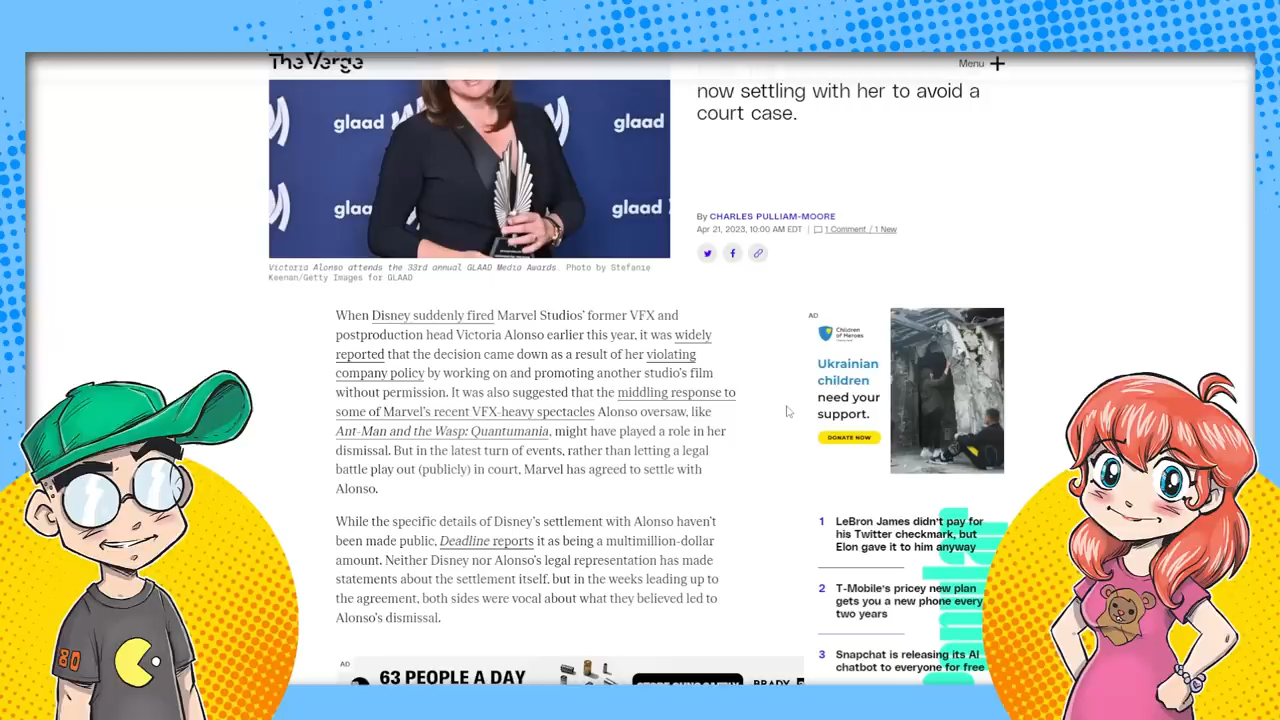 The Verge
Menu
now settling with her to avoid a
court case.
glaad
glaad
glaa
glaad
By CHARLES PULLIAM-MOORE
Apr 21, 2023, 10:00 AM EDT | 1 Comment / 1 New
Victoria Alonso attends the 33rd annual GLAAD Media Awards. Photo by Stefanie
Keenan/Getty Images for GLAAD
When Disney suddenly fired Marvel Studios' former VFX and
postproduction head Victoria Alonso earlier this year, it was widely
reported that the decision came down as a result of her violating
company policy by working on and promoting another studio's film
without permission. It was also suggested that the middling response to
some of Marvel's recent VFX-heavy spectacles Alonso oversaw, like
Ant-Man and the Wasp: Quantumania, might have played a role in her
dismissal. But in the latest turn of events, rather than letting a legal
battle play out (publicly) in court, Marvel has agreed to settle with
Alonso.
While the specific details of Disney's settlement with Alonso haven't
been made public, Deadline reports it as being a multimillion-dollar
amount. Neither Disney nor Alonso's legal representation has made
statements about the settlement itself, but in the weeks leading up to
the agreement, both sides were vocal about what they believed led to
Alonso's dismissal.
AD
Children
of Heroes
Ukrainian
children
need your
support.
DONATE NOW
1 LeBron James didn't pay for
his Twitter checkmark, but
Elon gave it to him anyway
2 T-Mobile's pricey new plan
gets you a new phone every
two years
3 Snapchat is releasing its AI
chatbot to everyone for free
AD
63 PEOPLE A DAY
BRADY
80